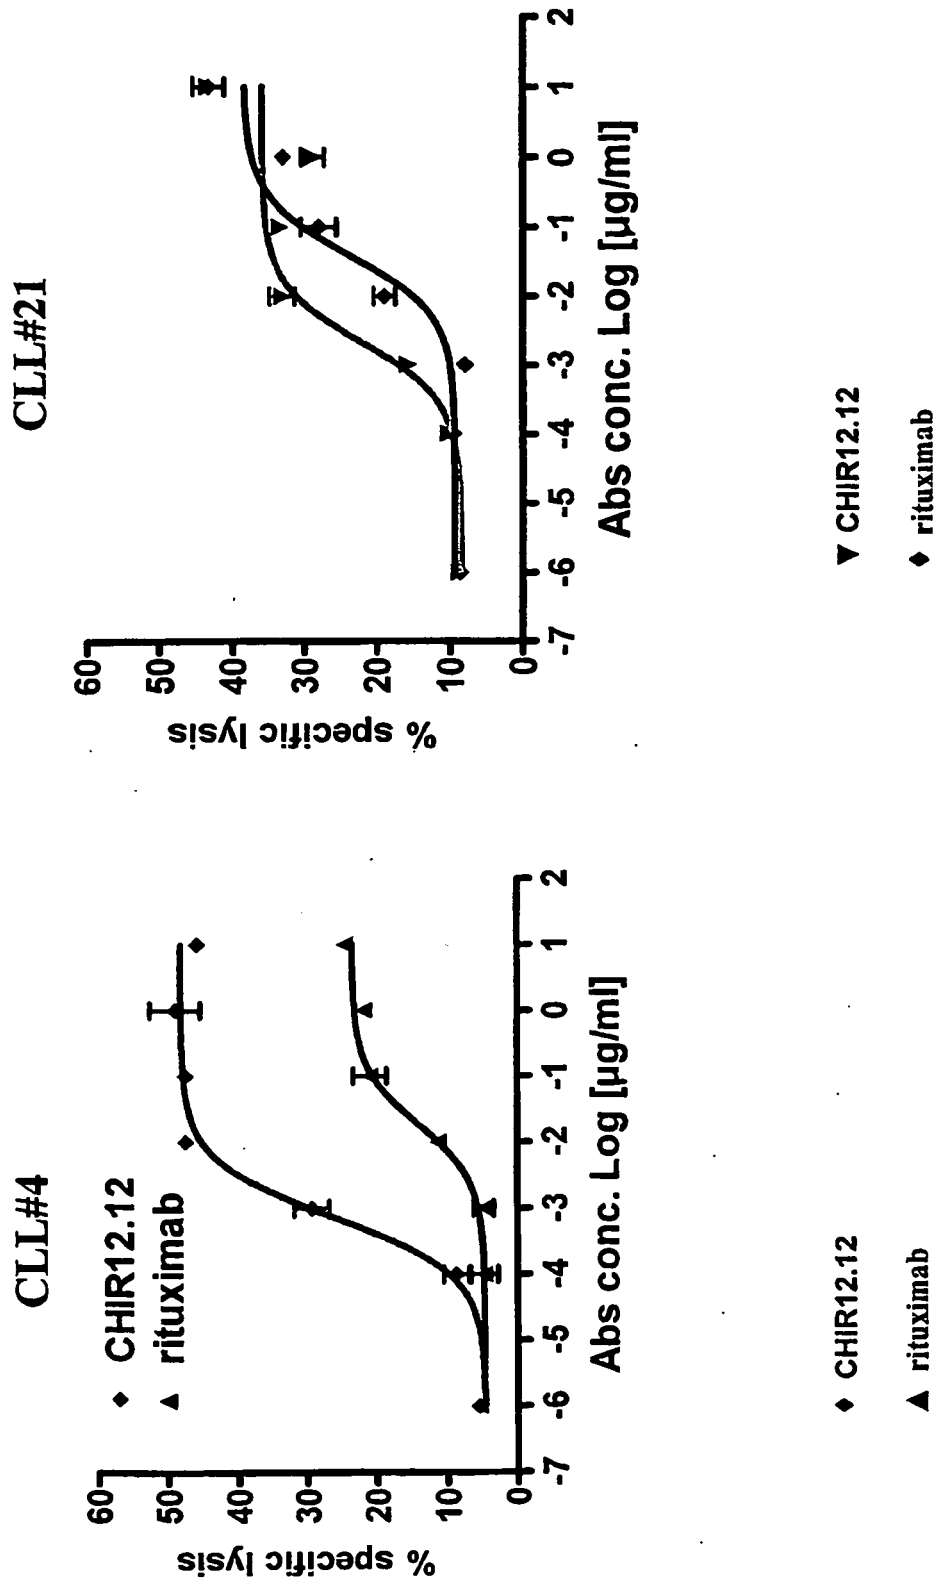 CLL#4
◆ CHIR12.12
▲ rituximab
60
50
40
30
20
10
0
% specific lysis
-7 -6 -5 -4 -3 -2 -1 0 1 2
Abs conc. Log [µg/ml]
◆ CHIR12.12
▲ rituximab
CLL#21
60
50
40
30
20
10
0
% specific lysis
-7 -6 -5 -4 -3 -2 -1 0 1 2
Abs conc. Log [µg/ml]
▼ CHIR12.12
◆ rituximab